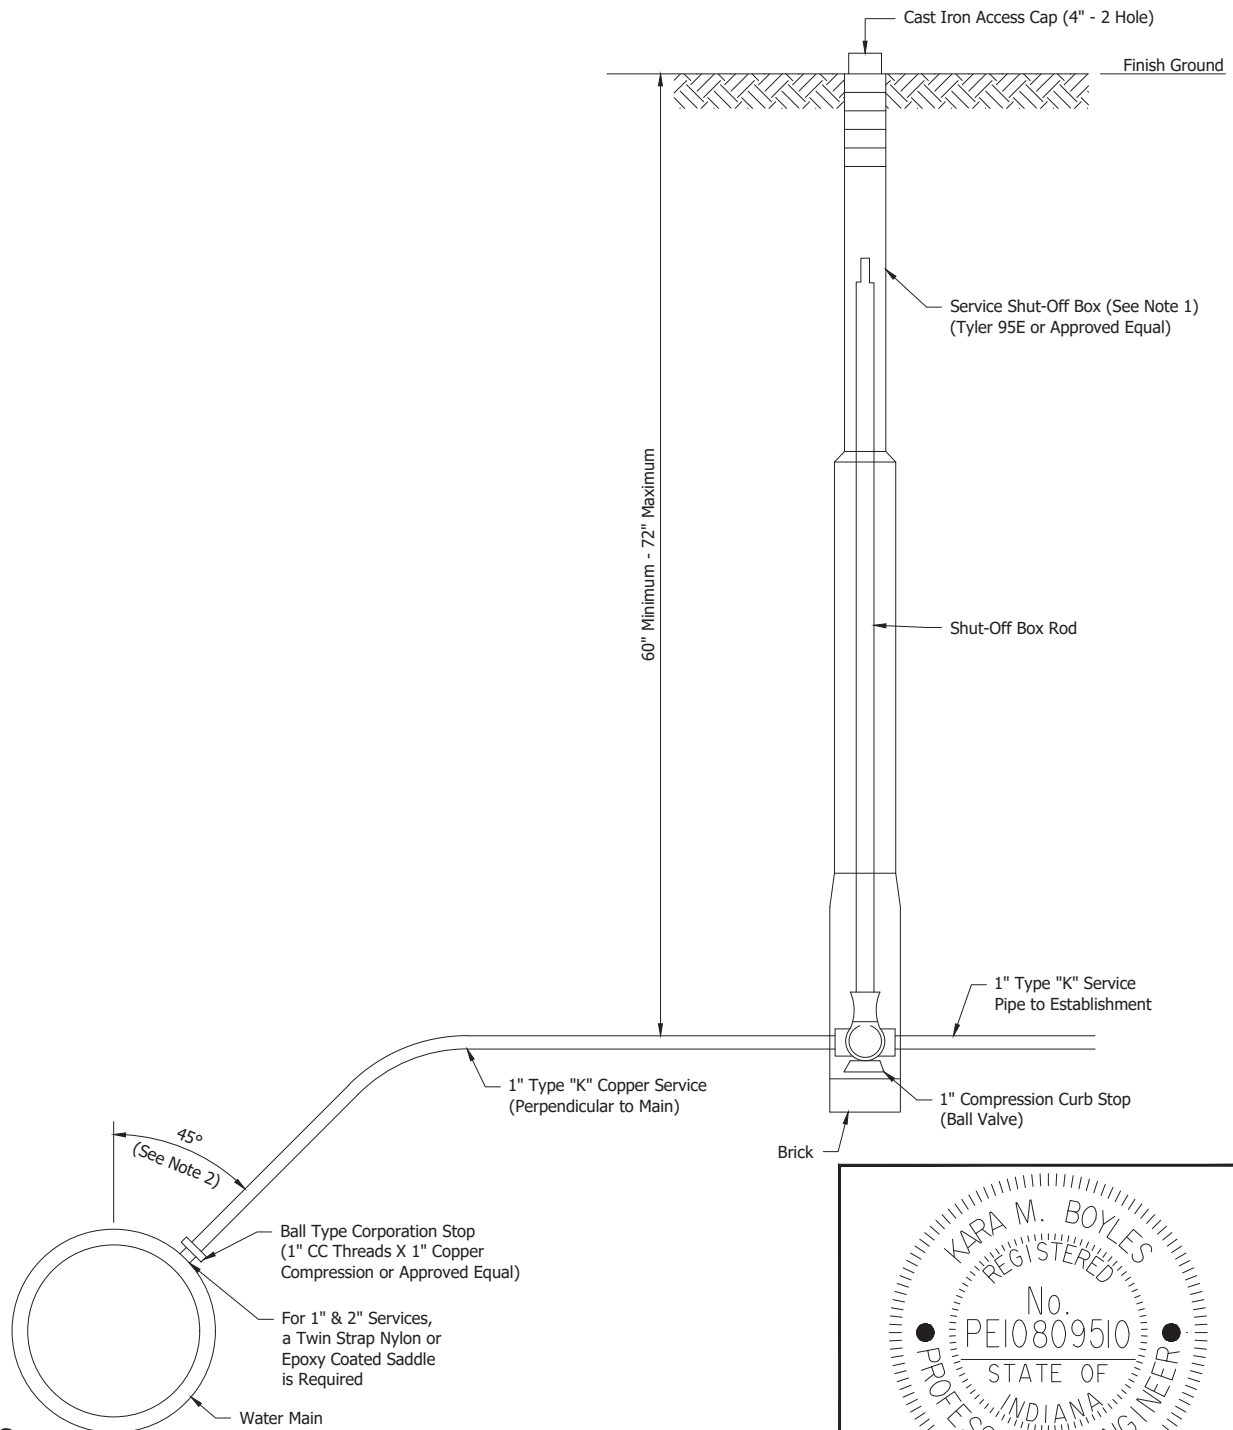 Cast Iron Access Cap (4" - 2 Hole)
Finish Ground
Service Shut-Off Box (See Note 1)
(Tyler 95E or Approved Equal)
60" Minimum - 72" Maximum
Shut-Off Box Rod
1" Type "K" Service
Pipe to Establishment
1" Type "K" Copper Service
(Perpendicular to Main)
1" Compression Curb Stop
(Ball Valve)
Brick
45°
(See Note 2)
Ball Type Corporation Stop
(1" CC Threads X 1" Copper
Compression or Approved Equal)
For 1" & 2" Services,
a Twin Strap Nylon or
Epoxy Coated Saddle
is Required
Water Main
KARA M. BOYLES
REGISTERED
No.
PE10809510
STATE OF
INDIANA